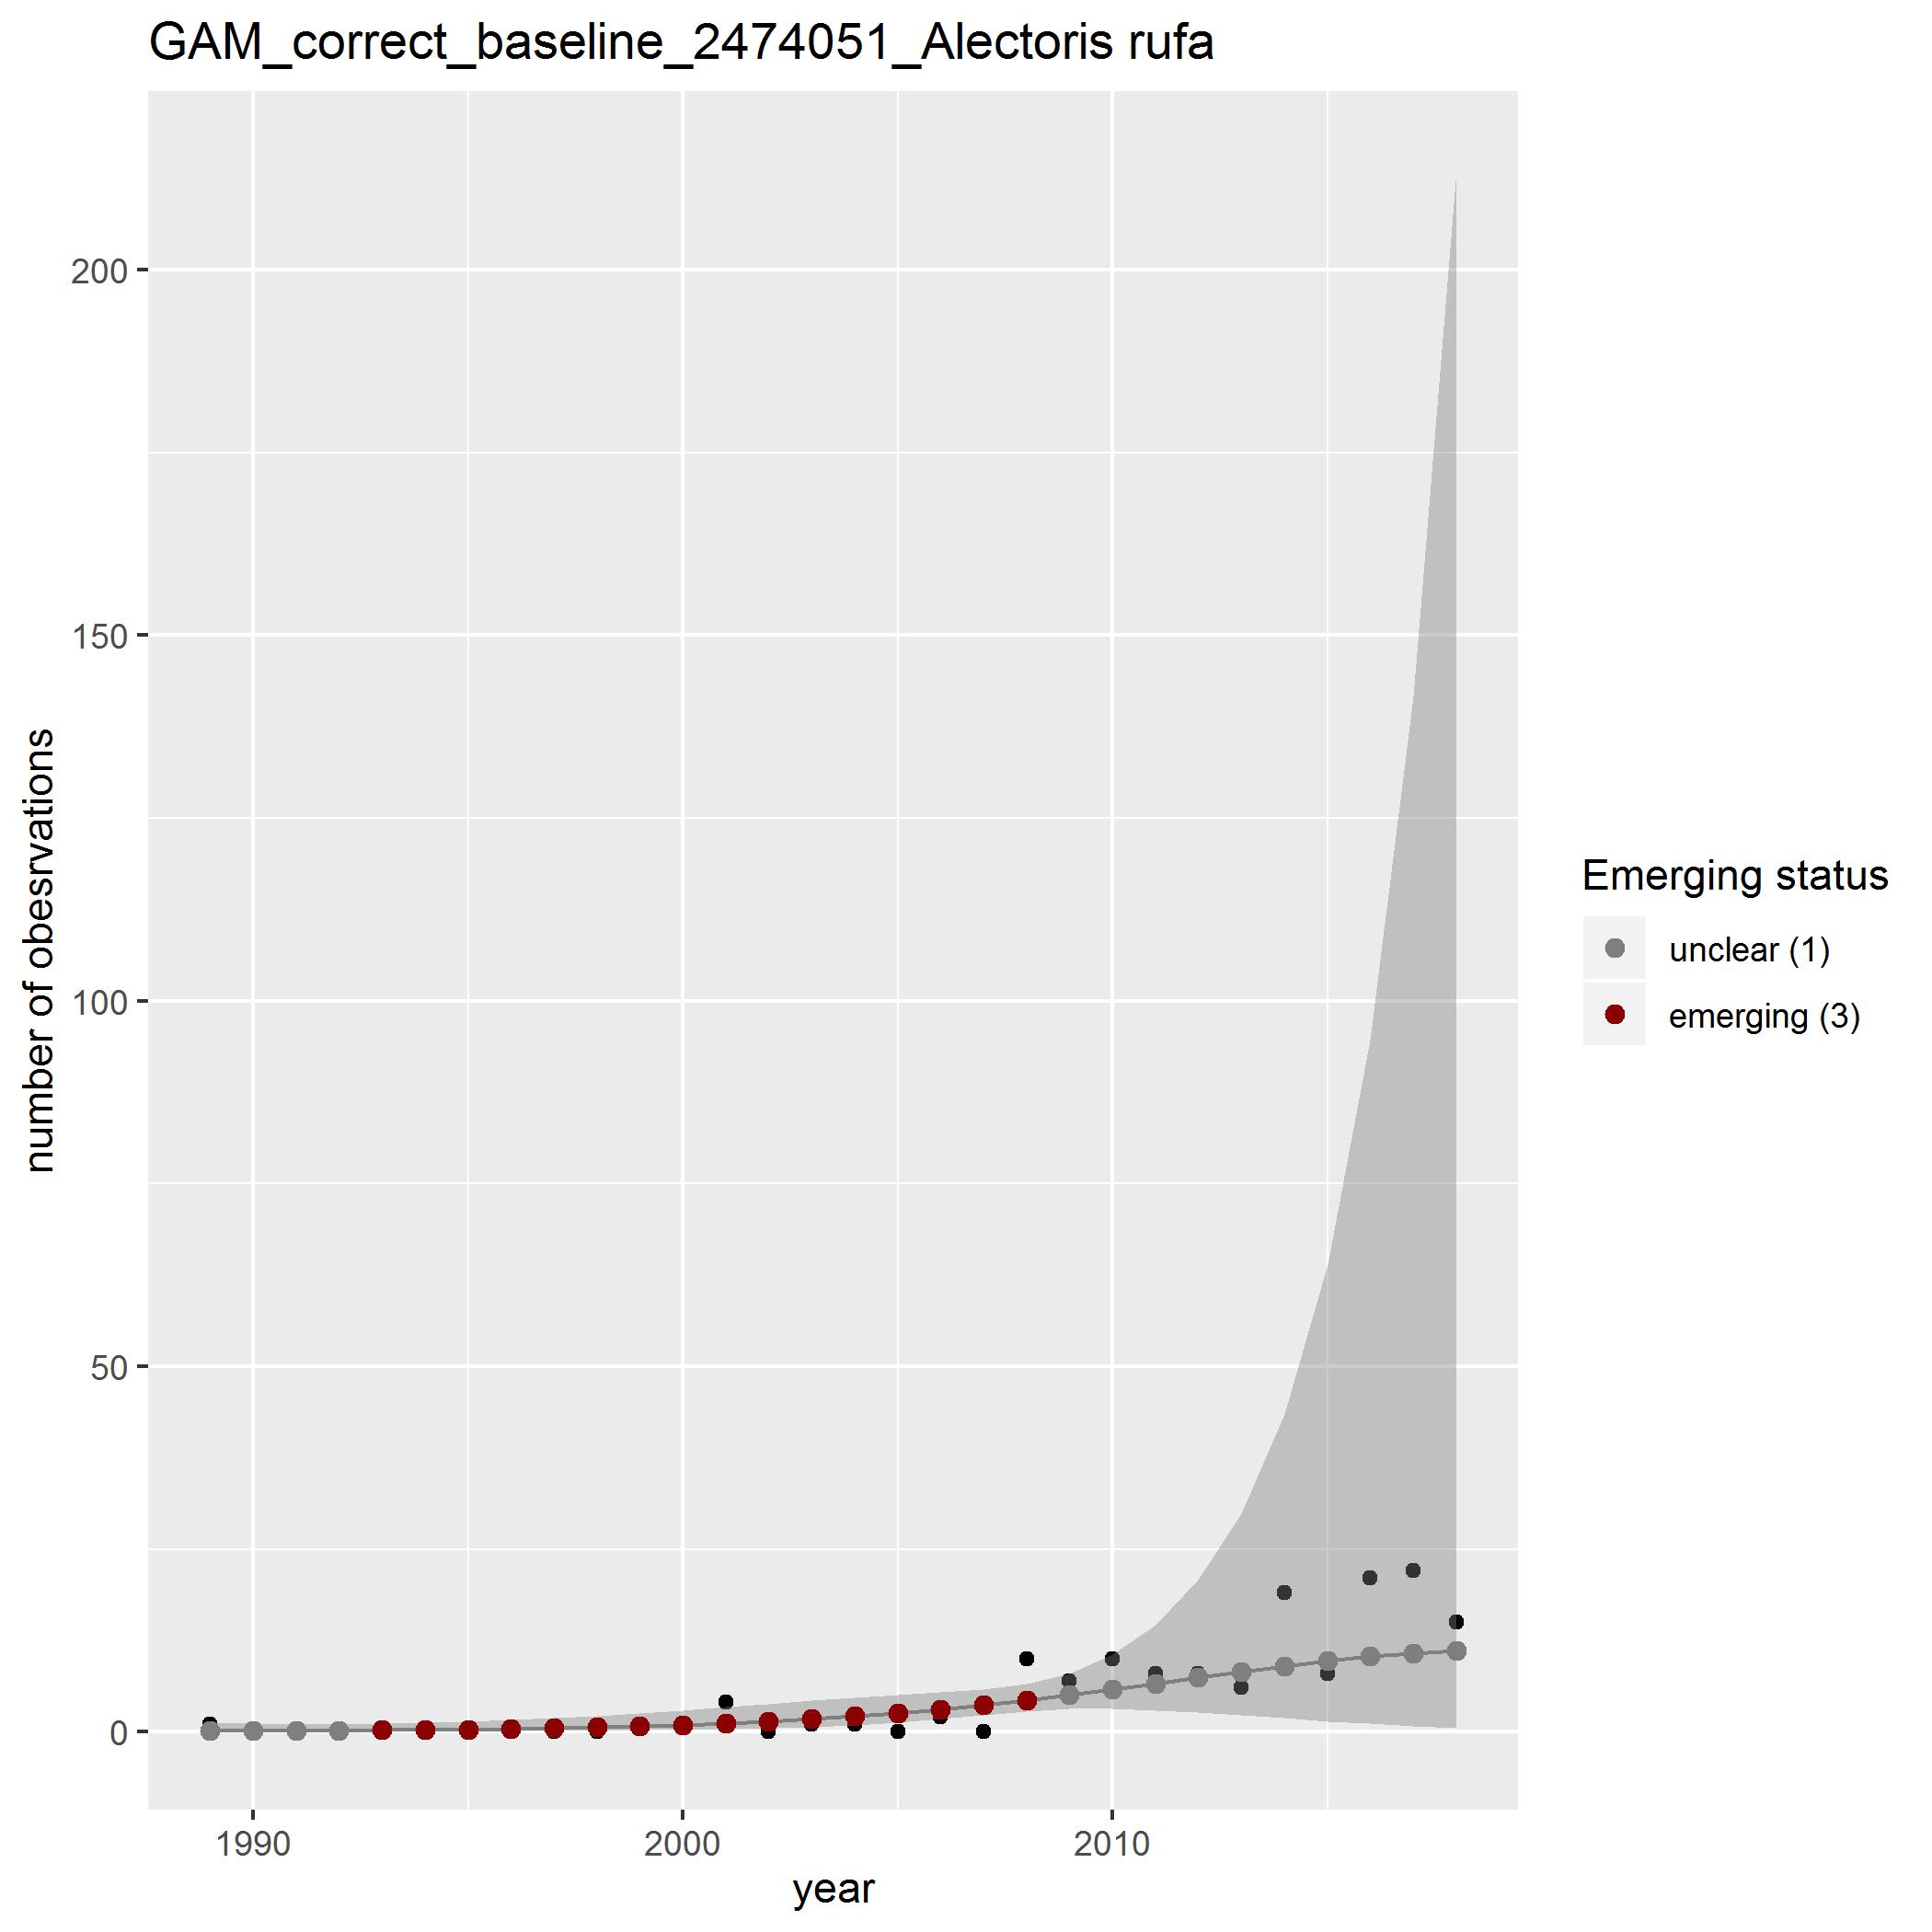 GAM_correct_baseline_2474051_Alectoris rufa
number of obesrvations
200
150
100
50
0
1990
2000
2010
year
Emerging status
unclear (1)
emerging (3)